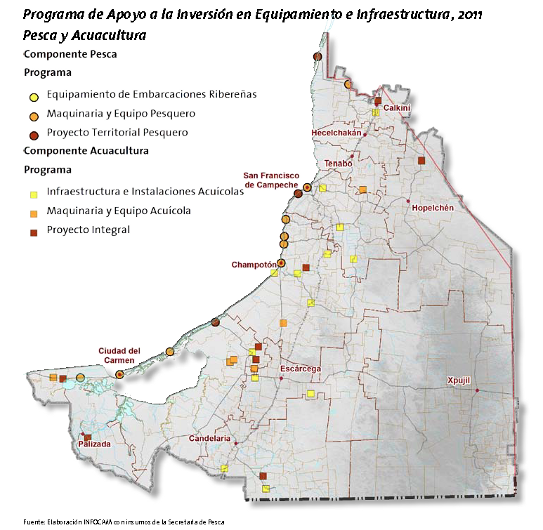 Programa de Apoyo a la Inversión en Equipamiento e Infraestructura, 2011
Pesca y Acuacultura
Componente Pesca
Programa
Equipamiento de Embarcaciones Ribereñas
Maquinaria y Equipo Pesquero
Proyecto Territorial Pesquero
Componente Acuacultura
Programa
Infraestructura e Instalaciones Acuícolas
Maquinaria y Equipo Acuícola
Proyecto Integral
Calkini
Hecelchakán
Tenabo
San Francisco
de Campeche
Hopelchén
Champotón
Ciudad del
Carmen
Escárcega
Xpujil
Palizada
Candelaria
Fuente: Elaboración INFOCAM con insumos de la Secretaría de Pesca